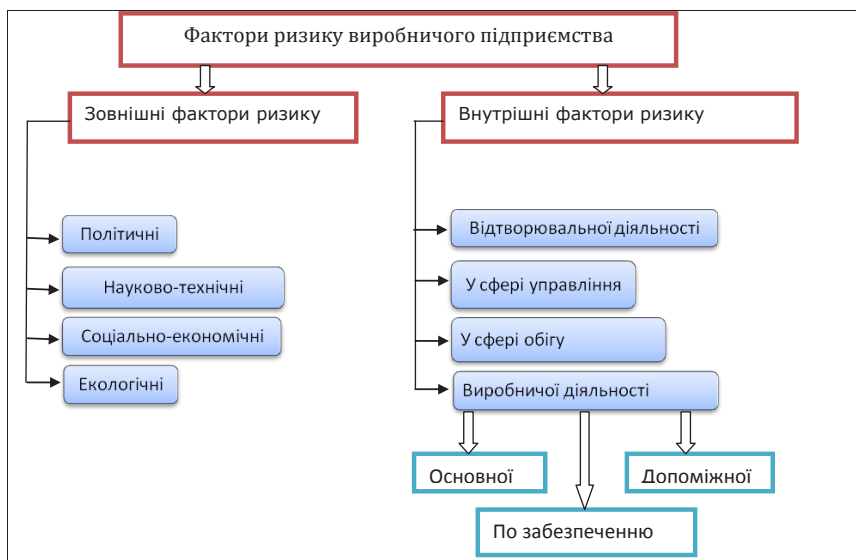 Фактори ризику виробничого підприємства
Зовнішні фактори ризику
Внутрішні фактори ризику
Політичні
Науково-технічні
Соціально-економічні
Екологічні
Відтворювальної діяльності
У сфері управління
У сфері обігу
Виробничої діяльності
Основної
Допоміжної
По забезпеченню